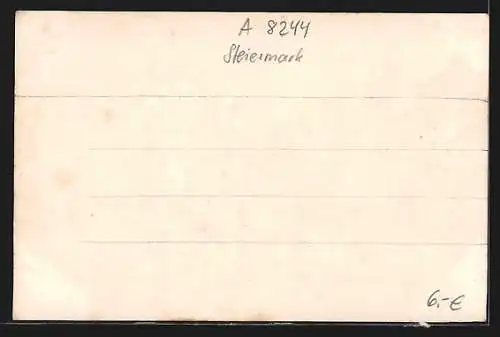 A 8244
Steiermark
6,-€